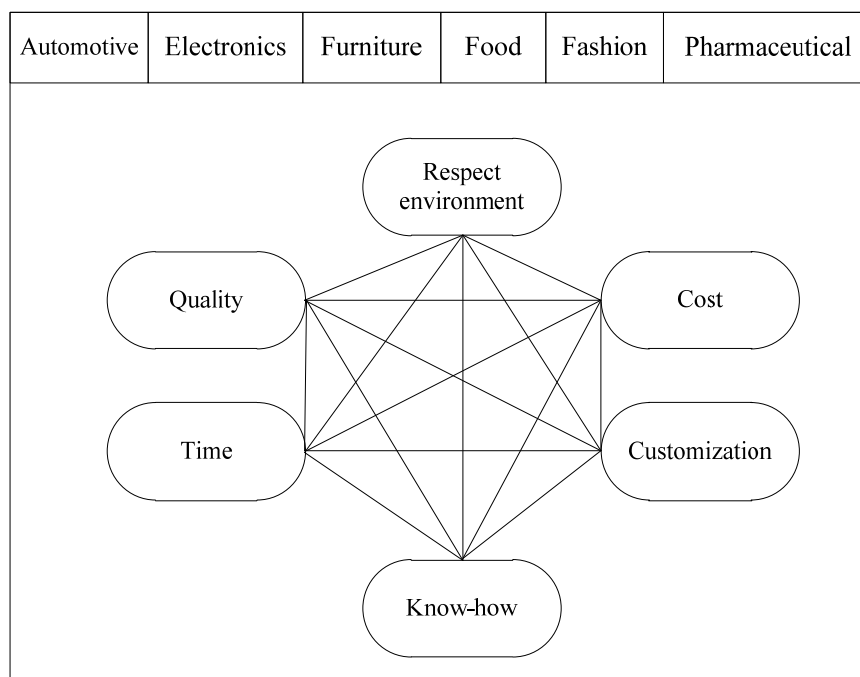 Automotive Electronics Furniture Food Fashion Pharmaceutical
Respect
environment
Quality
Cost
Time
Customization
Know-how